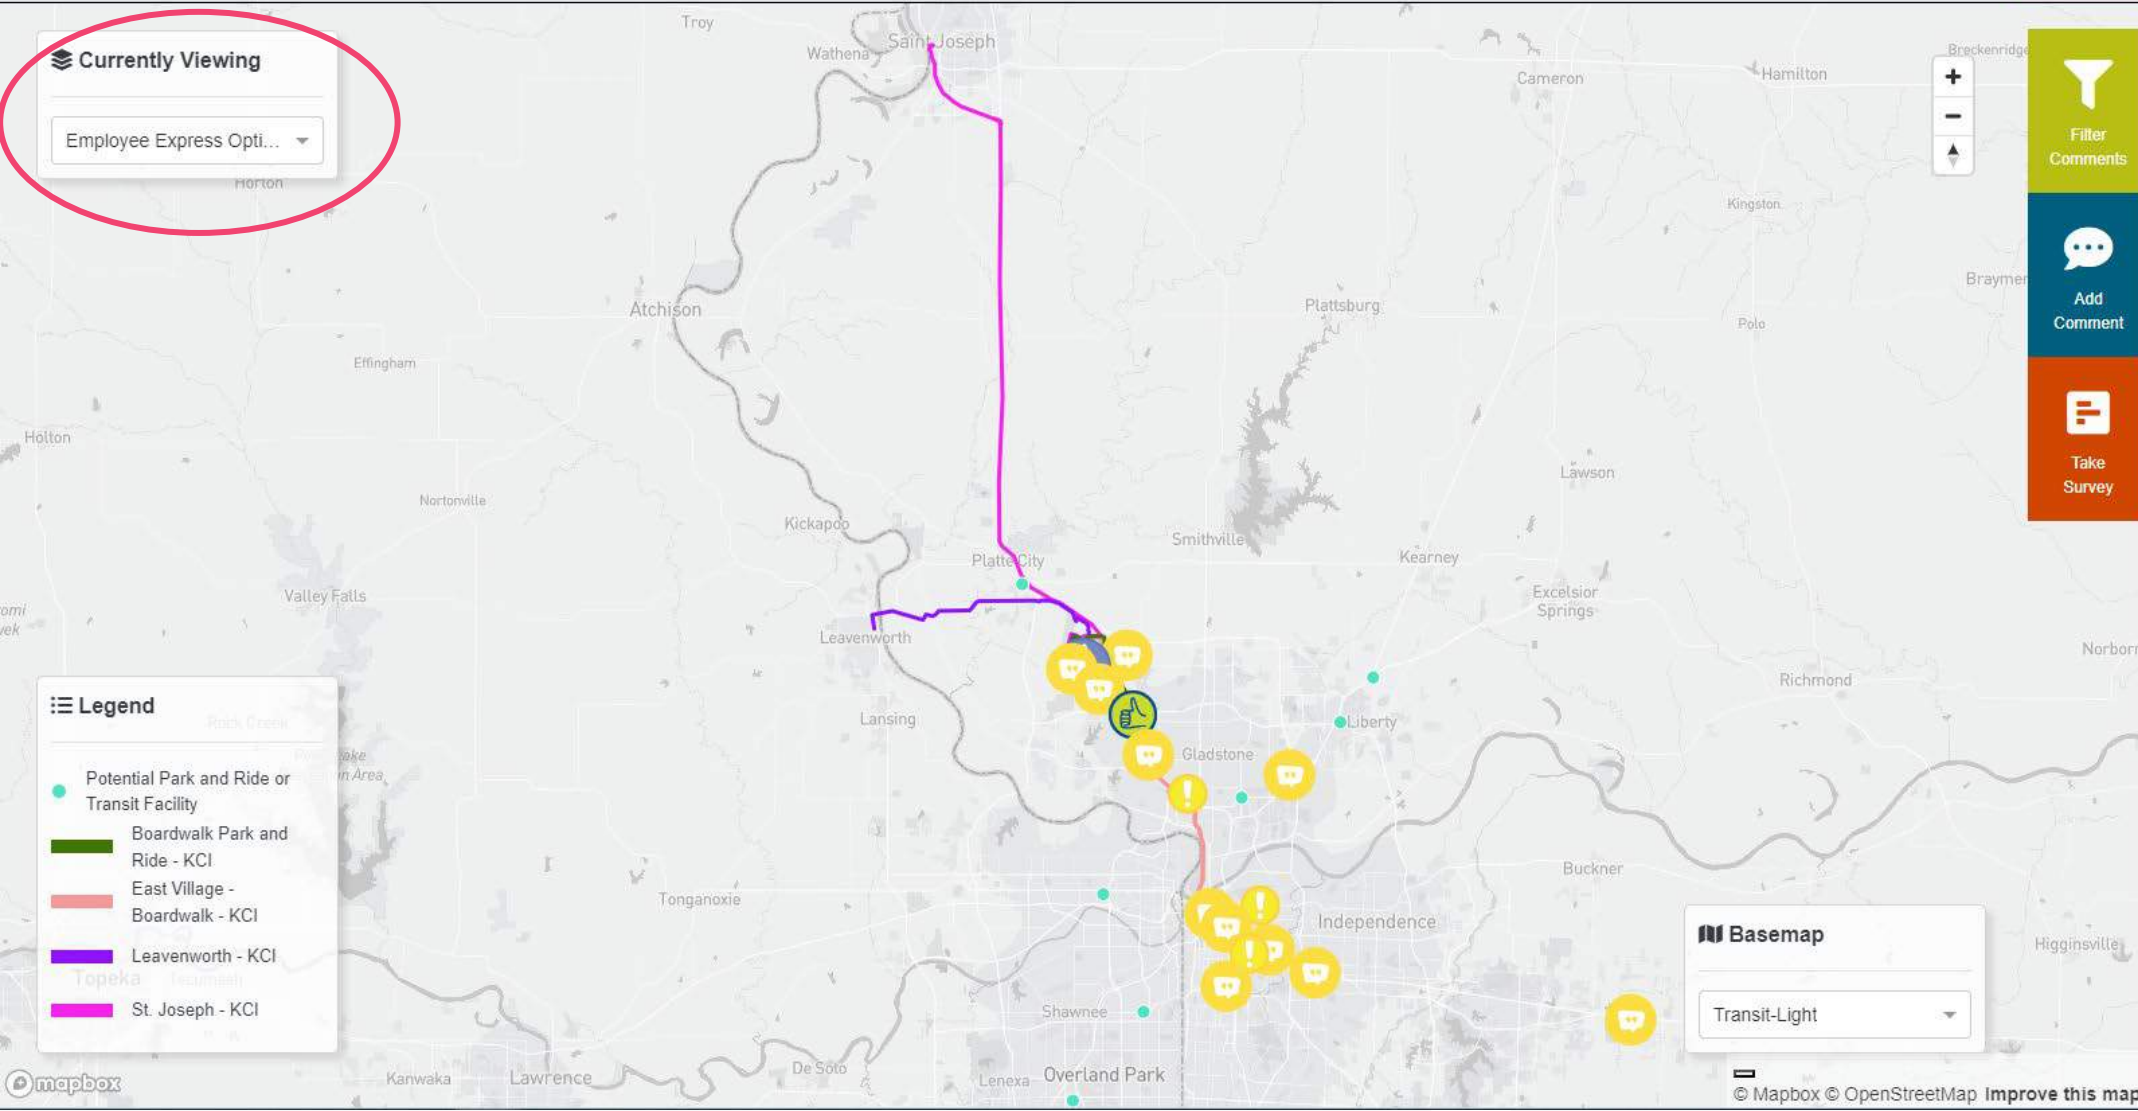 Currently Viewing
Employee Express Opti...
Filter
Comments
Add
Comment
Take
Survey
Troy
Wathena
Saint Joseph
Cameron
Hamilton
Breckenridge
Horton
Kingston
Atchison
Plattsburg
Braymer
Polo
Effingham
Holton
Lawson
Nortonville
Kickapoo
Smithville
Platte City
Kearney
Valley Falls
Excelsior
Springs
Leavenworth
Richmond
Lansing
Liberty
Gladstone
Legend
Rock Creek
Potential Park and Ride or
Transit Facility
Boardwalk Park and
Ride - KCI
East Village -
Boardwalk - KCI
Leavenworth - KCI
St. Joseph - KCI
Topeka
Tecumseh
Tonganoxie
Buckner
Independence
Higginsville
Basemap
Transit-Light
Shawnee
De Soto
Lenexa
Overland Park
Kanwaka
Lawrence
mapbox
© Mapbox © OpenStreetMap Improve this map